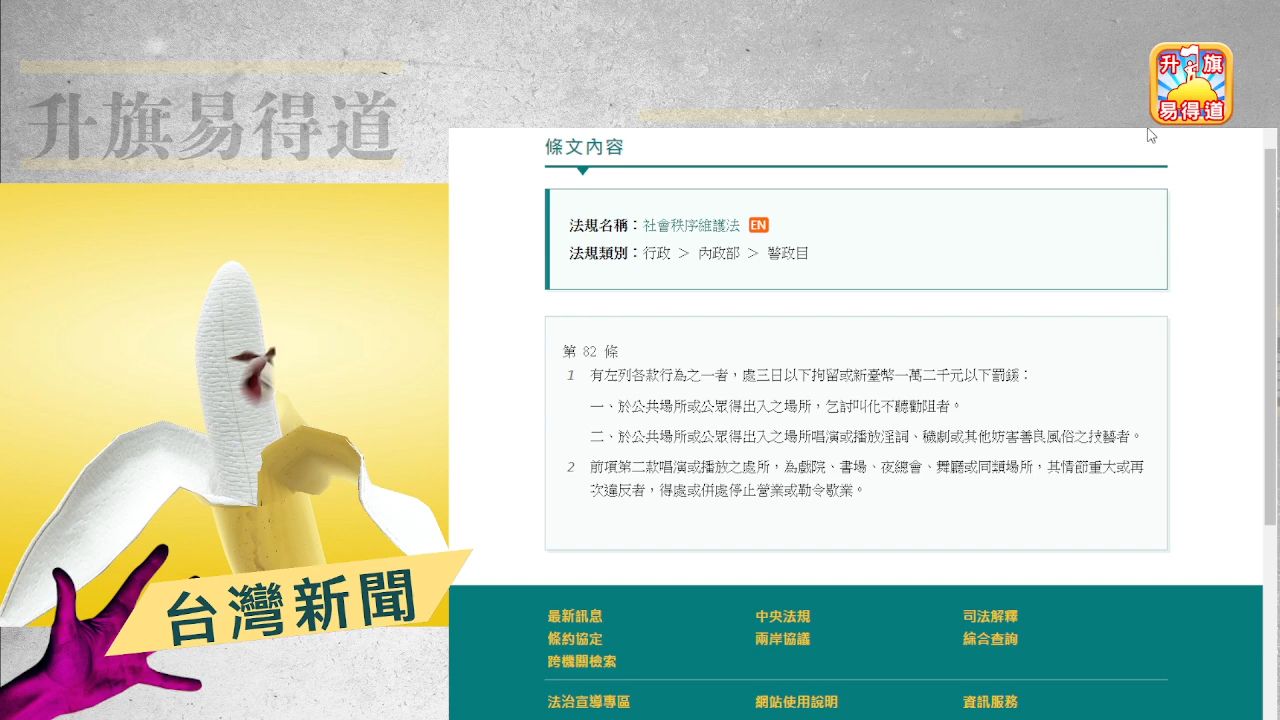 升旗易得道
升旗
易得道
條文內容
法規名稱：社會秩序維護法 EN
法規類別：行政 ＞ 內政部 ＞ 警政目
第 82 條
1 有左列各款行為之一者，處三日以下拘留或新臺幣一萬二千元以下罰鍰：
一、於公共場所或公眾得出入之場所，乞討叫化不聽勸阻者。
二、於公共場所或公眾得出入之場所唱演或播放淫詞、穢劇或其他妨害善良風俗之技藝者。
2 前項第二款唱演或播放之處所，為戲院、書場、夜總會、舞廳或同類場所，其情節重大或再
次違反者，得處或併處停止營業或勒令歇業。
台灣新聞
最新訊息 中央法規 司法解釋
條約協定 兩岸協議 綜合查詢
跨機關檢索
法治宣導專區 網站使用說明 資訊服務